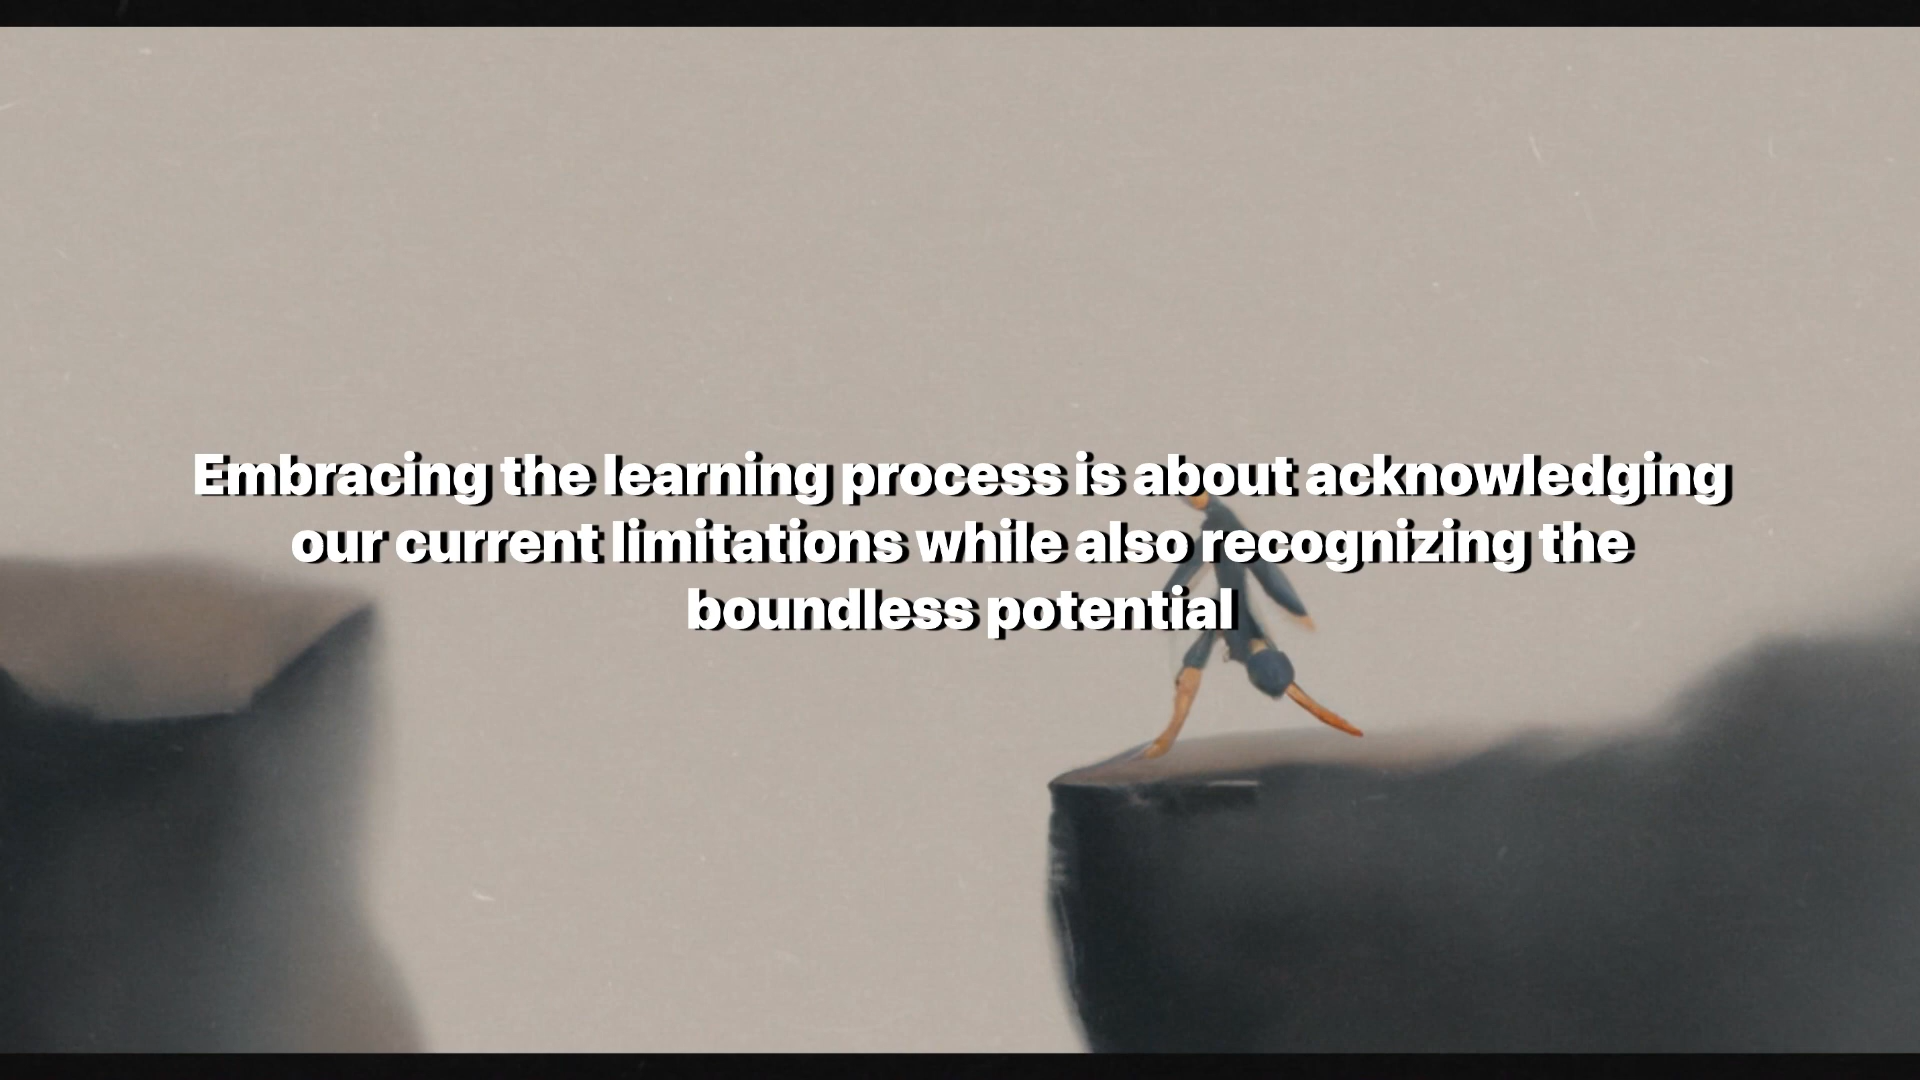 Embracing the learning process is about acknowledging
our current limitations while also recognizing the
boundless potential